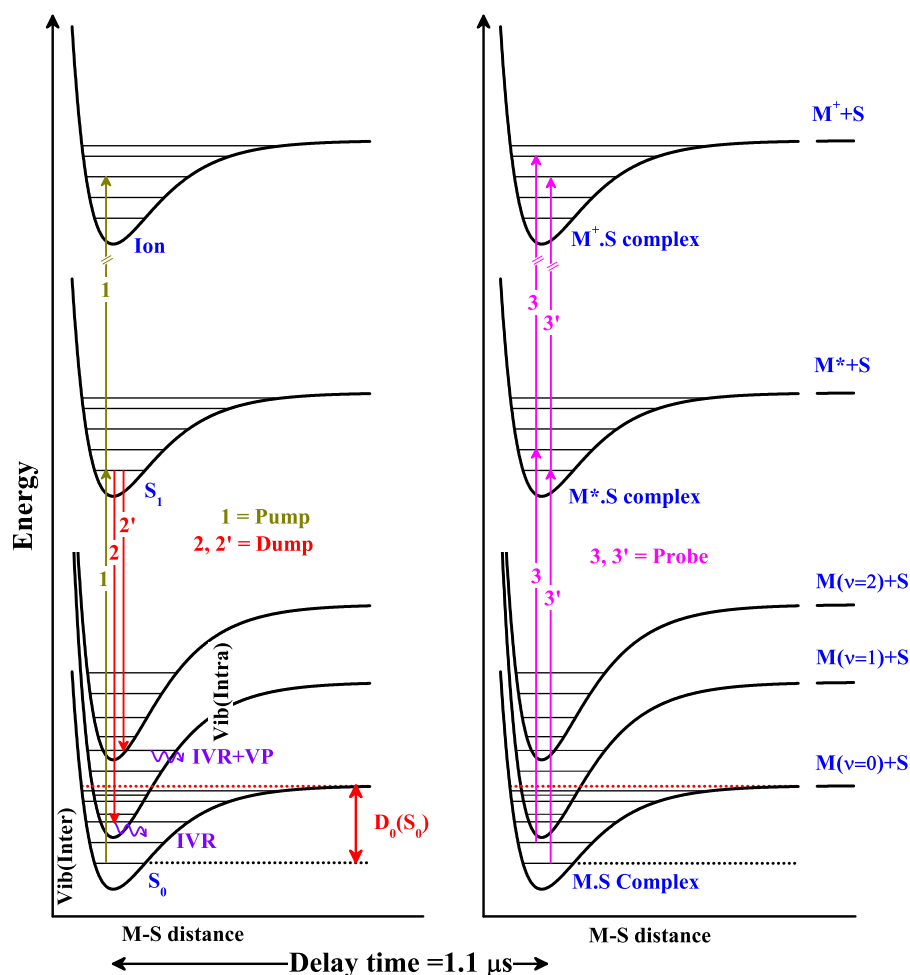 Energy
M⁺+S
Ion
M⁺.S complex
1
3
3'
M*+S
S₁
M*.S complex
1 = Pump
2, 2' = Dump
2'
2
1
3, 3' = Probe
3
3'
M(ν=2)+S
Vib(Intra)
M(ν=1)+S
IVR+VP
M(ν=0)+S
D₀(S₀)
IVR
Vib(Inter)
S₀
M.S Complex
M-S distance
M-S distance
Delay time =1.1 μs